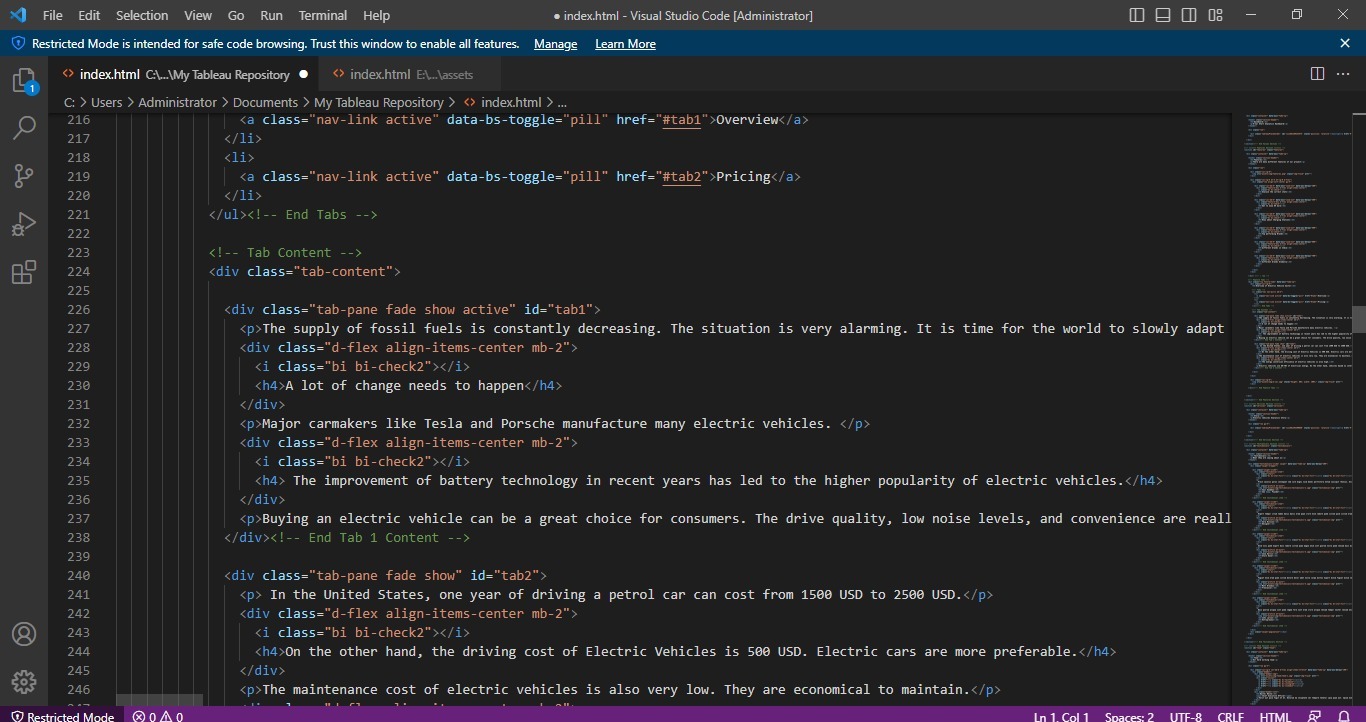 File Edit Selection View Go Run Terminal Help ● index.html - Visual Studio Code [Administrator]
Restricted Mode is intended for safe code browsing. Trust this window to enable all features. Manage Learn More
1
<> index.html C:\...\My Tableau Repository ● <> index.html E:\...\assets
C: > Users > Administrator > Documents > My Tableau Repository > <> index.html > ...
216 <a class="nav-link active" data-bs-toggle="pill" href="#tab1">Overview</a>
217 </li>
218 <li>
219 <a class="nav-link active" data-bs-toggle="pill" href="#tab2">Pricing</a>
220 </li>
221 </ul><!-- End Tabs -->
222
223 <!-- Tab Content -->
224 <div class="tab-content">
225
226 <div class="tab-pane fade show active" id="tab1">
227 <p>The supply of fossil fuels is constantly decreasing. The situation is very alarming. It is time for the world to slowly adapt
228 <div class="d-flex align-items-center mb-2">
229 <i class="bi bi-check2"></i>
230 <h4>A lot of change needs to happen</h4>
231 </div>
232 <p>Major carmakers like Tesla and Porsche manufacture many electric vehicles. </p>
233 <div class="d-flex align-items-center mb-2">
234 <i class="bi bi-check2"></i>
235 <h4> The improvement of battery technology in recent years has led to the higher popularity of electric vehicles.</h4>
236 </div>
237 <p>Buying an electric vehicle can be a great choice for consumers. The drive quality, low noise levels, and convenience are reall
238 </div><!-- End Tab 1 Content -->
239
240 <div class="tab-pane fade show" id="tab2">
241 <p> In the United States, one year of driving a petrol car can cost from 1500 USD to 2500 USD.</p>
242 <div class="d-flex align-items-center mb-2">
243 <i class="bi bi-check2"></i>
244 <h4>On the other hand, the driving cost of Electric Vehicles is 500 USD. Electric cars are more preferable.</h4>
245 </div>
246 <p>The maintenance cost of electric vehicles is also very low. They are economical to maintain.</p>
Restricted Mode 0 0 Ln 1, Col 1 Spaces: 2 UTF-8 CRLF HTML